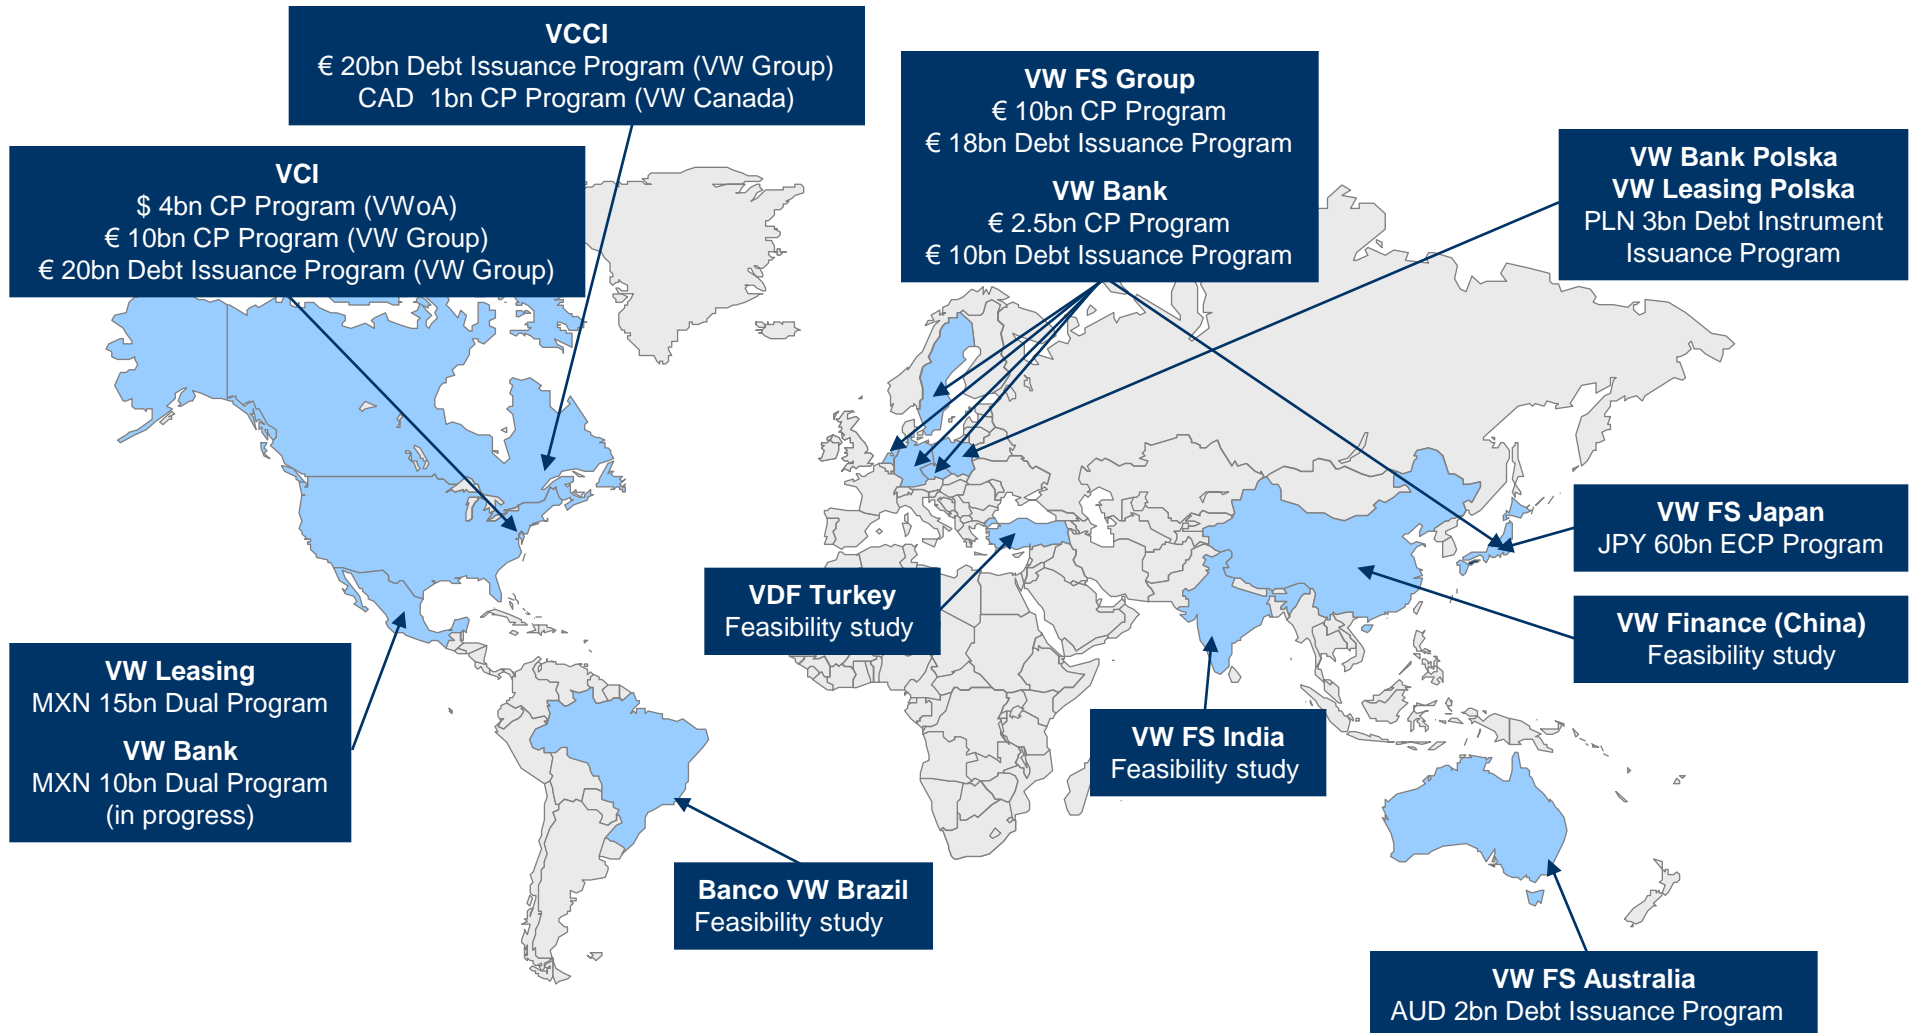 VCCI
€ 20bn Debt Issuance Program (VW Group)
CAD 1bn CP Program (VW Canada)
VCI
$ 4bn CP Program (VWoA)
€ 10bn CP Program (VW Group)
€ 20bn Debt Issuance Program (VW Group)
VW FS Group
€ 10bn CP Program
€ 18bn Debt Issuance Program
VW Bank
€ 2.5bn CP Program
€ 10bn Debt Issuance Program
VW Bank Polska
VW Leasing Polska
PLN 3bn Debt Instrument
Issuance Program
VW FS Japan
JPY 60bn ECP Program
VDF Turkey
Feasibility study
VW Finance (China)
Feasibility study
VW Leasing
MXN 15bn Dual Program
VW Bank
MXN 10bn Dual Program
(in progress)
VW FS India
Feasibility study
Banco VW Brazil
Feasibility study
VW FS Australia
AUD 2bn Debt Issuance Program